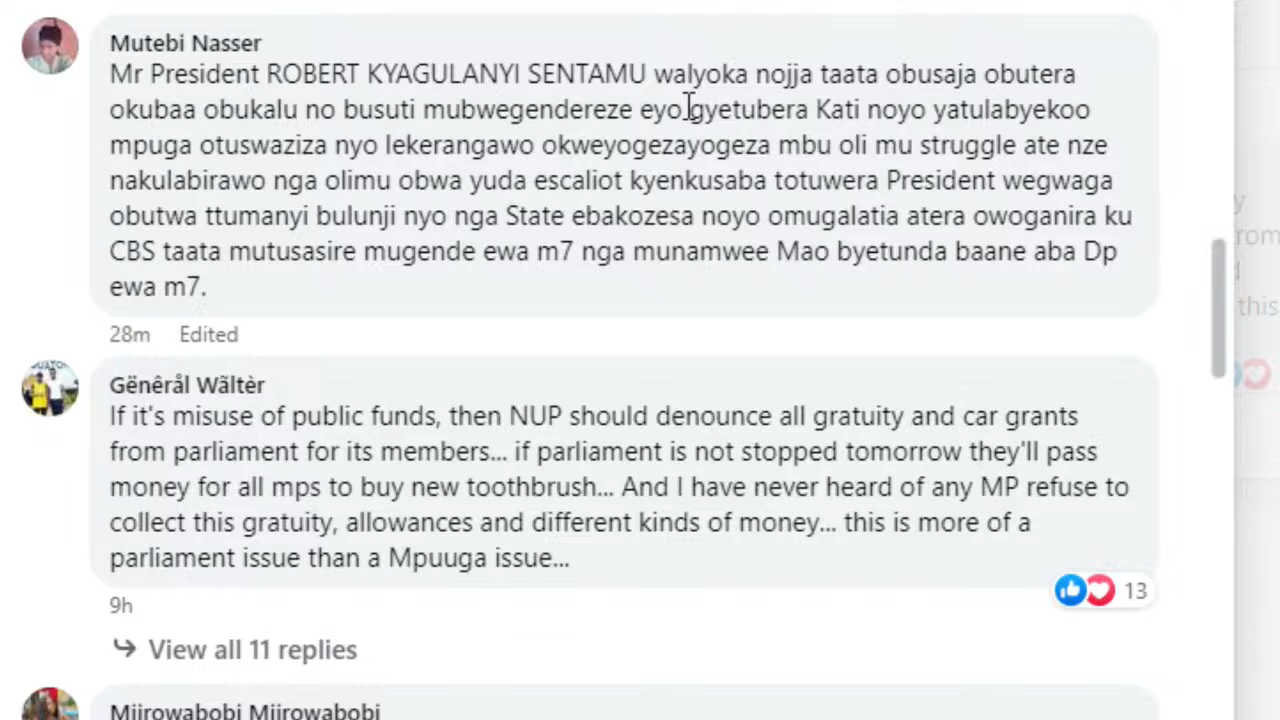 Mutebi Nasser
Mr President ROBERT KYAGULANYI SENTAMU walyoka nojja taata obusaja obutera
okubaa obukalu no busuti mubwegendereze eyo gyetubera Kati noyo yatulabyekoo
mpuga otuswaziza nyo lekerangawo okweyogezayogeza mbu oli mu struggle ate nze
nakulabirawo nga olimu obwa yuda escaliot kyenkusaba totuwera President wegwaga
obutwa ttumanyi bulunji nyo nga State ebakozesa noyo omugalatia atera owoganira ku
CBS taata mutusasire mugende ewa m7 nga munamwee Mao byetunda baane aba Dp
ewa m7.
28m Edited
Gënêrål Wãltèr
If it's misuse of public funds, then NUP should denounce all gratuity and car grants
from parliament for its members... if parliament is not stopped tomorrow they'll pass
money for all mps to buy new toothbrush... And I have never heard of any MP refuse to
collect this gratuity, allowances and different kinds of money... this is more of a
parliament issue than a Mpuuga issue...
13
9h
View all 11 replies
Miirowabobi Miirowabobi
this